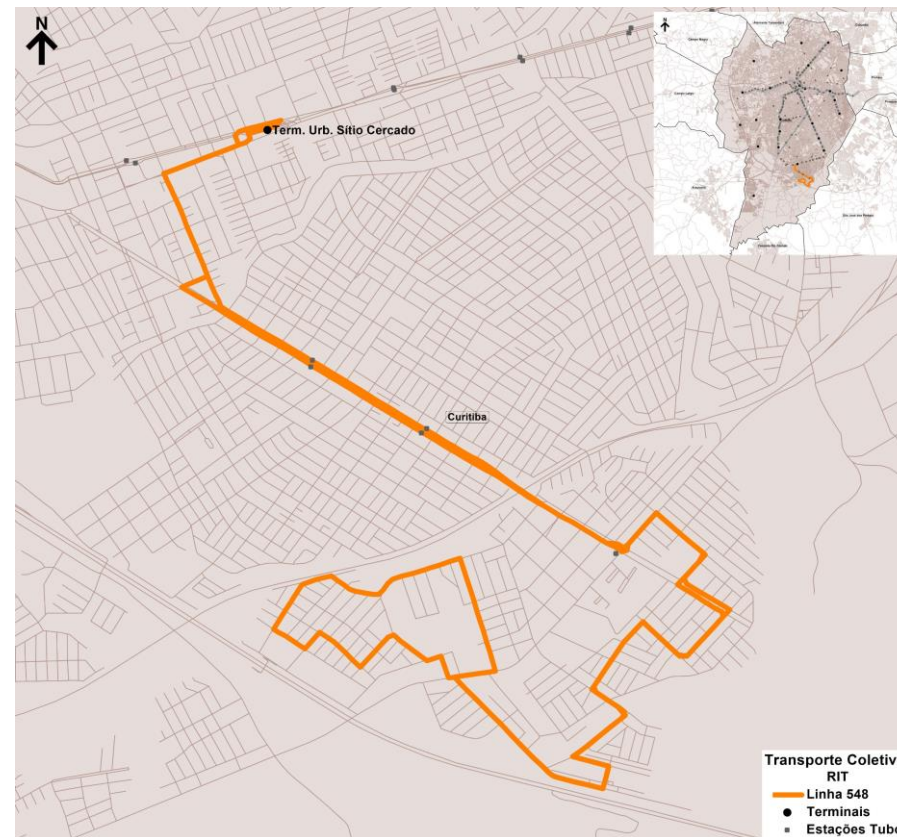 N
Term. Urb. Sítio Cercado
Curitiba
Transporte Coletiv
RIT
Linha 548
Terminais
Estações Tubo